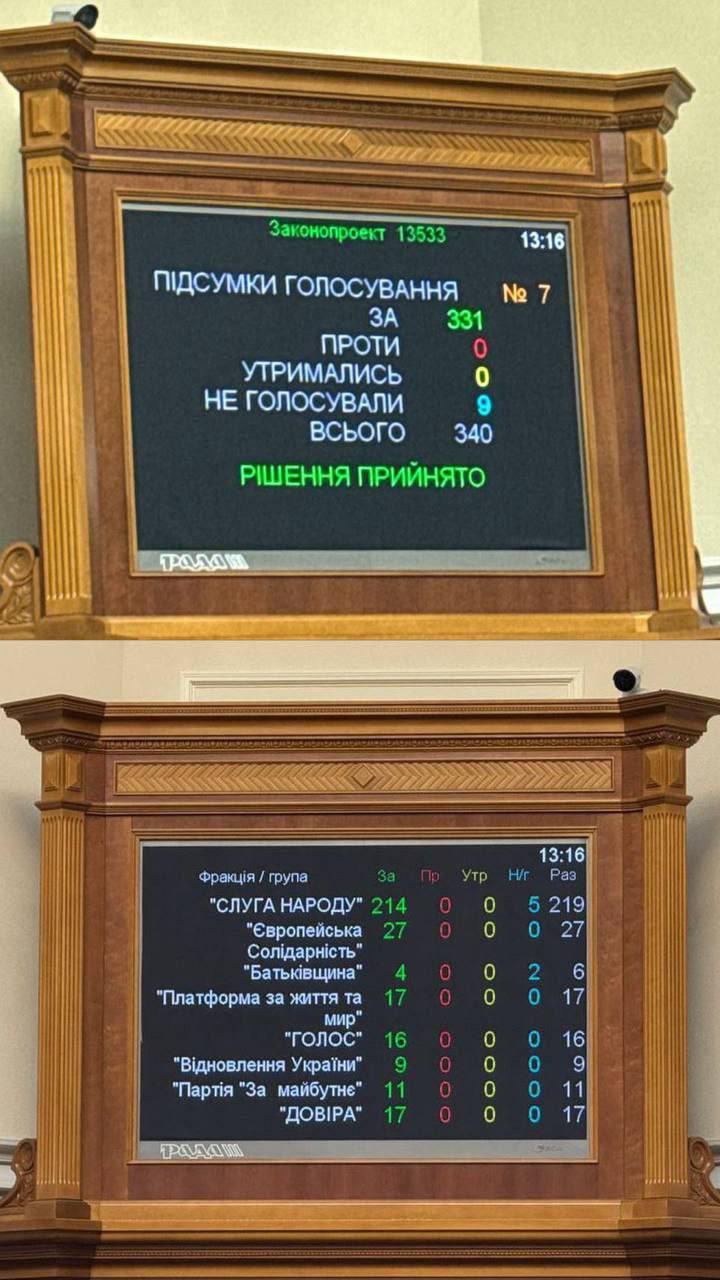 Законопроект 13533
13:16
ПІДСУМКИ ГОЛОСУВАННЯ № 7
ЗА 331
ПРОТИ 0
УТРИМАЛИСЬ 0
НЕ ГОЛОСУВАЛИ 9
ВСЬОГО 340
РІШЕННЯ ПРИЙНЯТО
РАДА III
13:16
Фракція / група За Пр Утр Н/г Раз
"СЛУГА НАРОДУ" 214 0 0 5 219
"Європейська 27 0 0 0 27
Солідарність"
"Батьківщина" 4 0 0 2 6
"Платформа за життя та 17 0 0 0 17
мир"
"ГОЛОС" 16 0 0 0 16
"Відновлення України" 9 0 0 0 9
"Партія "За майбутнє" 11 0 0 0 11
"ДОВІРА" 17 0 0 0 17
РАДА III